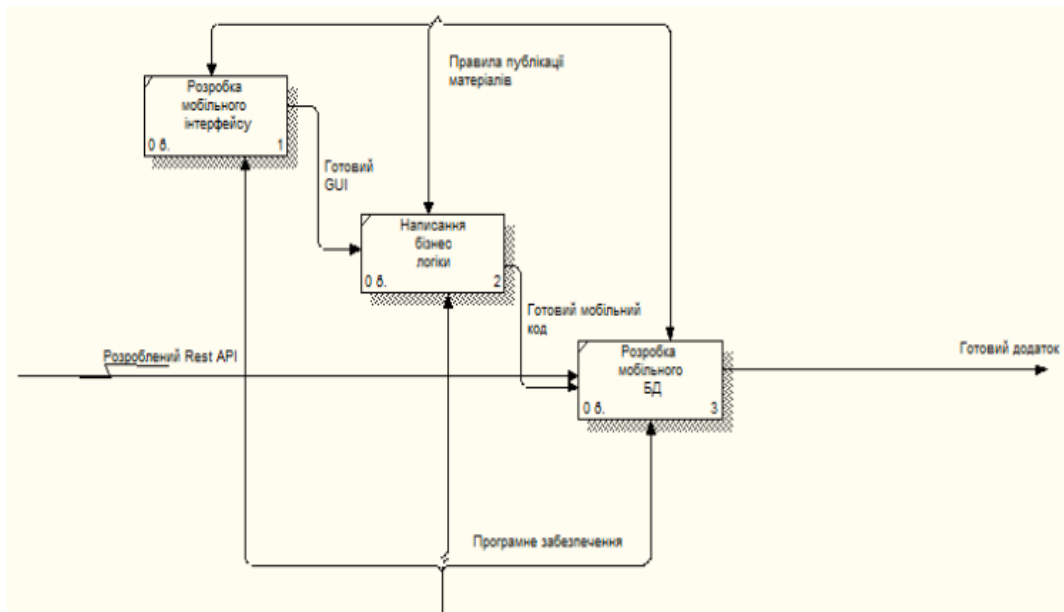 Правила публікації
матеріалів
Розробка
мобільного
інтерфейсу
0 б.
1
Готовий
GUI
Написання
бізнес
логіки
0 б.
2
Готовий мобільний
код
Розроблений Rest API
Розробка
мобільного
БД
0 б.
3
Готовий додаток
Програмне забезпечення